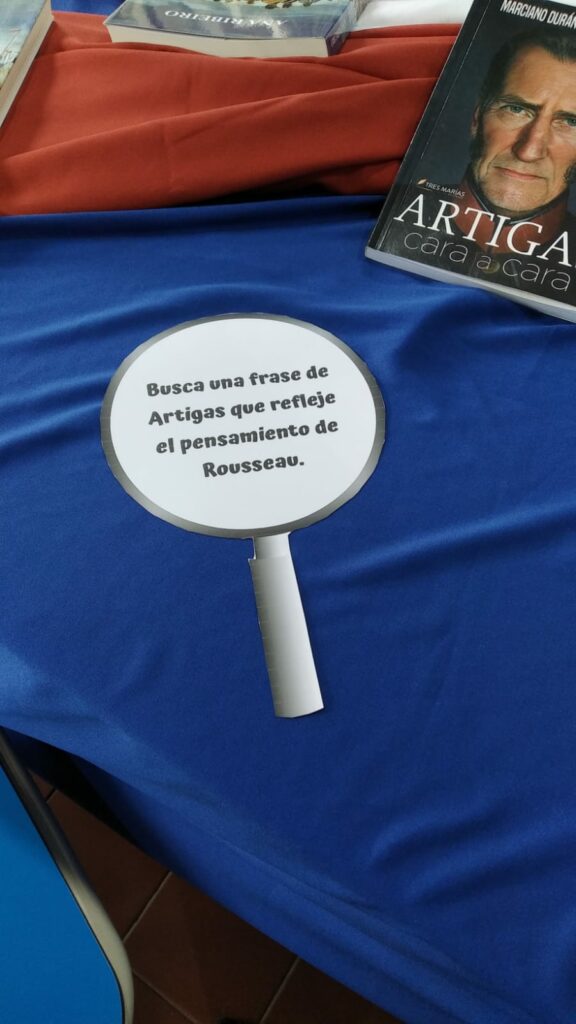 MARCIANO DURÁN
TRES MARÍAS
ARTIGA
cara a cara
Busca una frase de
Artigas que refleje
el pensamiento de
Rousseau.